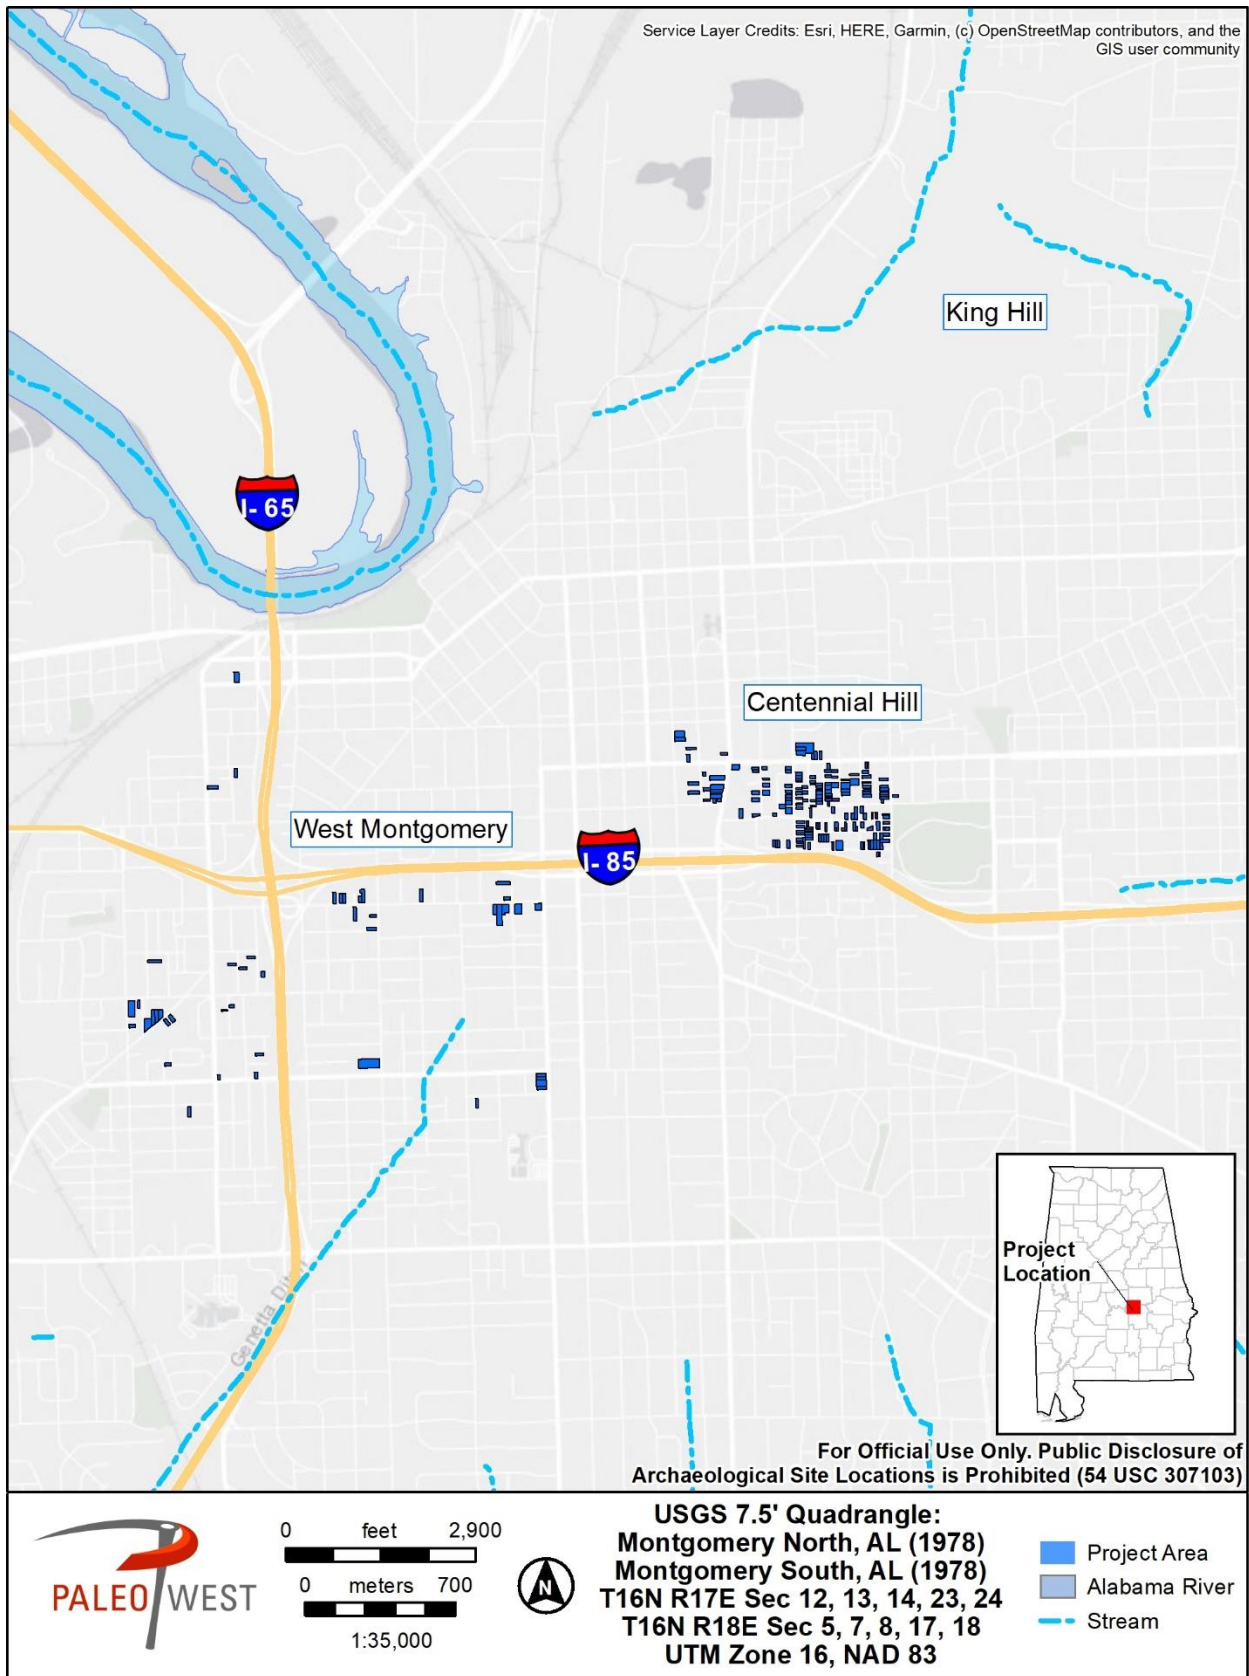 Service Layer Credits: Esri, HERE, Garmin, (c) OpenStreetMap contributors, and the
GIS user community
King Hill
I- 65
Centennial Hill
West Montgomery
I- 85
Genetta Ditch
Project
Location
For Official Use Only. Public Disclosure of
Archaeological Site Locations is Prohibited (54 USC 307103)
PALEO WEST
0 feet 2,900
0 meters 700
1:35,000
N
USGS 7.5' Quadrangle:
Montgomery North, AL (1978)
Montgomery South, AL (1978)
T16N R17E Sec 12, 13, 14, 23, 24
T16N R18E Sec 5, 7, 8, 17, 18
UTM Zone 16, NAD 83
Project Area
Alabama River
Stream